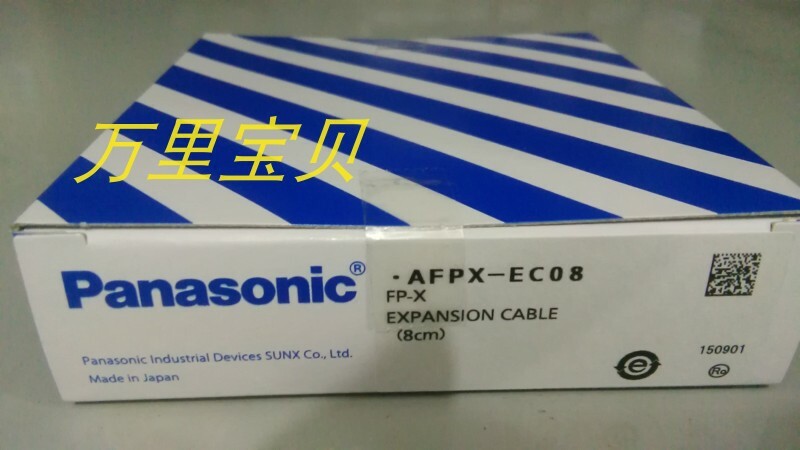 万里宝贝
Panasonic®
Panasonic Industrial Devices SUNX Co., Ltd.
Made in Japan
·AFPX-EC08
FP-X
EXPANSION CABLE
(8cm)
e
150901